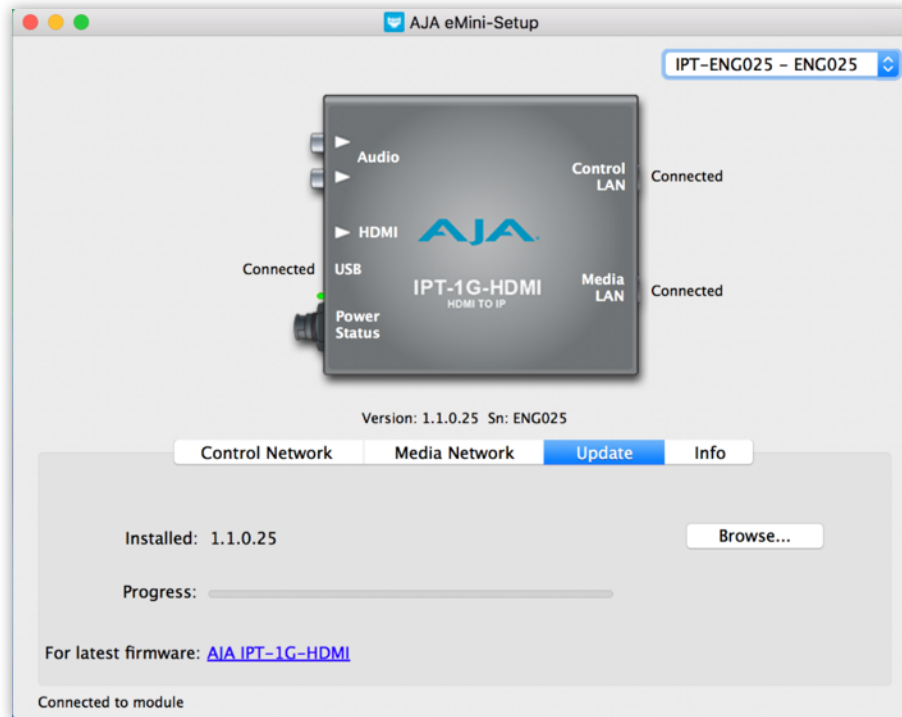 AJA eMini-Setup
IPT-ENG025 - ENG025
Audio
Control
LAN
Connected
HDMI
AJA
Connected
USB
IPT-1G-HDMI
HDMI TO IP
Media
LAN
Connected
Power
Status
Version: 1.1.0.25 Sn: ENG025
Control Network
Media Network
Update
Info
Installed: 1.1.0.25
Browse...
Progress:
For latest firmware: AJA IPT-1G-HDMI
Connected to module